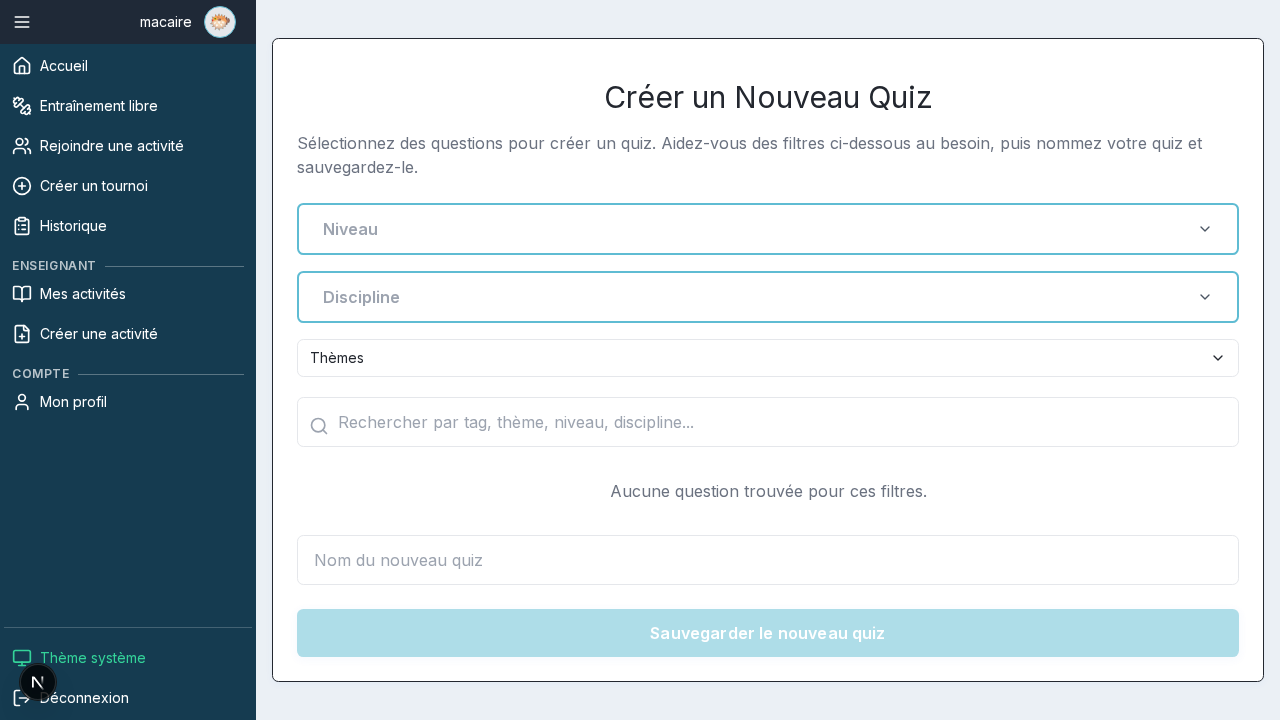 macaire
Accueil
Entraînement libre
Rejoindre une activité
Créer un tournoi
Historique
ENSEIGNANT
Mes activités
Créer une activité
COMPTE
Mon profil
Thème système
Déconnexion
Créer un Nouveau Quiz
Sélectionnez des questions pour créer un quiz. Aidez-vous des filtres ci-dessous au besoin, puis nommez votre quiz et
sauvegardez-le.
Niveau
Discipline
Thèmes
Rechercher par tag, thème, niveau, discipline...
Aucune question trouvée pour ces filtres.
Nom du nouveau quiz
Sauvegarder le nouveau quiz